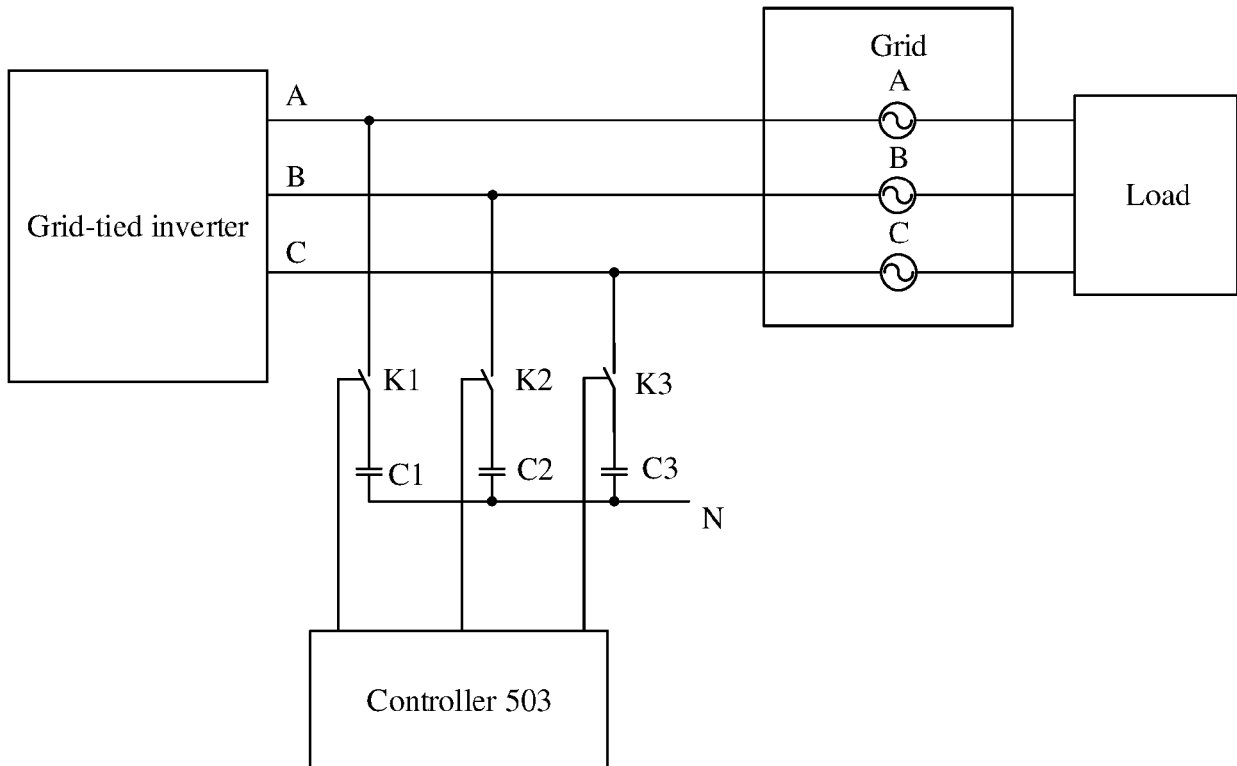 Grid
A
A
B
B
Load
Grid-tied inverter
C
C
K1
K2
K3
C1
C2
C3
N
Controller 503